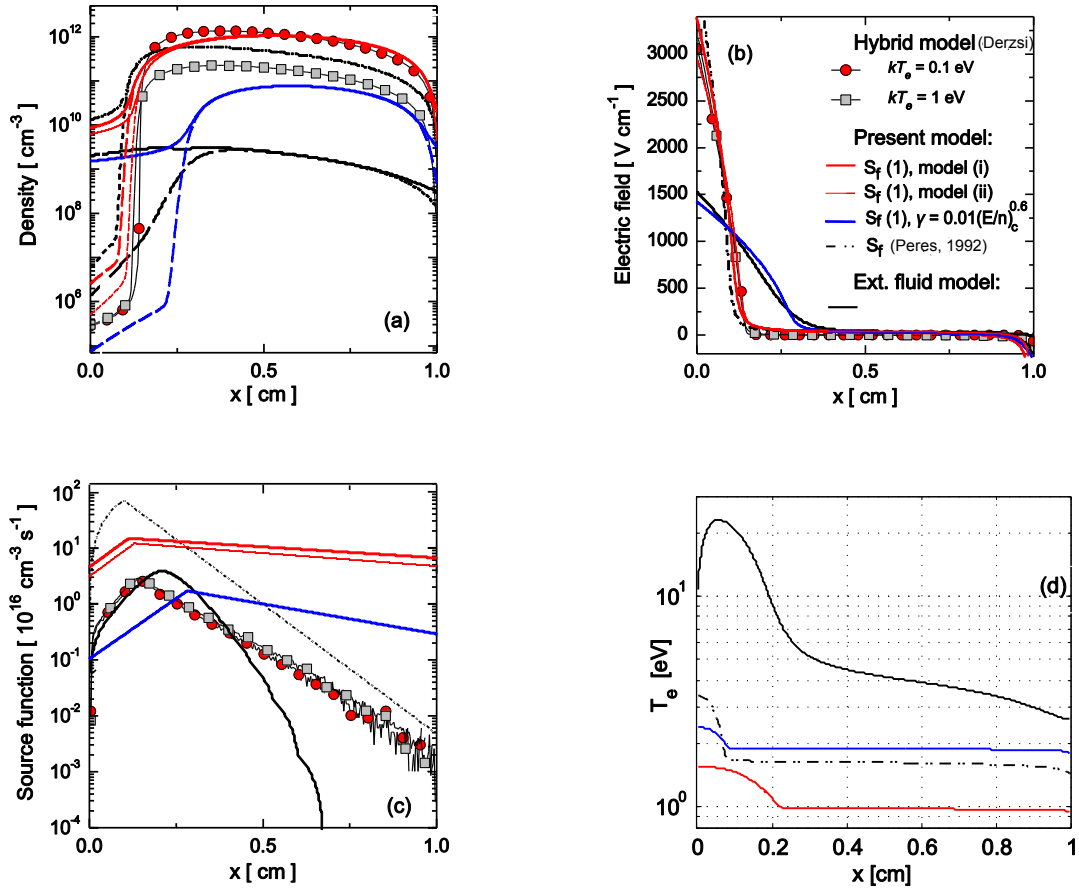 10^12
10^10
10^8
10^6
Density [ cm^-3 ]
(a)
0.0
0.5
1.0
x [ cm ]
3000
2500
2000
1500
1000
500
0
Electric field [ V cm^-1 ]
(b)
Hybrid model (Derzsi)
kT_e = 0.1 eV
kT_e = 1 eV
Present model:
S_f (1), model (i)
S_f (1), model (ii)
S_f (1), γ = 0.01(E/n)_c^0.6
S_f (Peres, 1992)
Ext. fluid model:
0.0
0.5
1.0
x [ cm ]
10^2
10^1
10^0
10^-1
10^-2
10^-3
10^-4
Source function [ 10^16 cm^-3 s^-1 ]
(c)
0.0
0.5
1.0
x [ cm ]
10^1
10^0
T_e [eV]
(d)
0
0.2
0.4
0.6
0.8
1
x [cm]